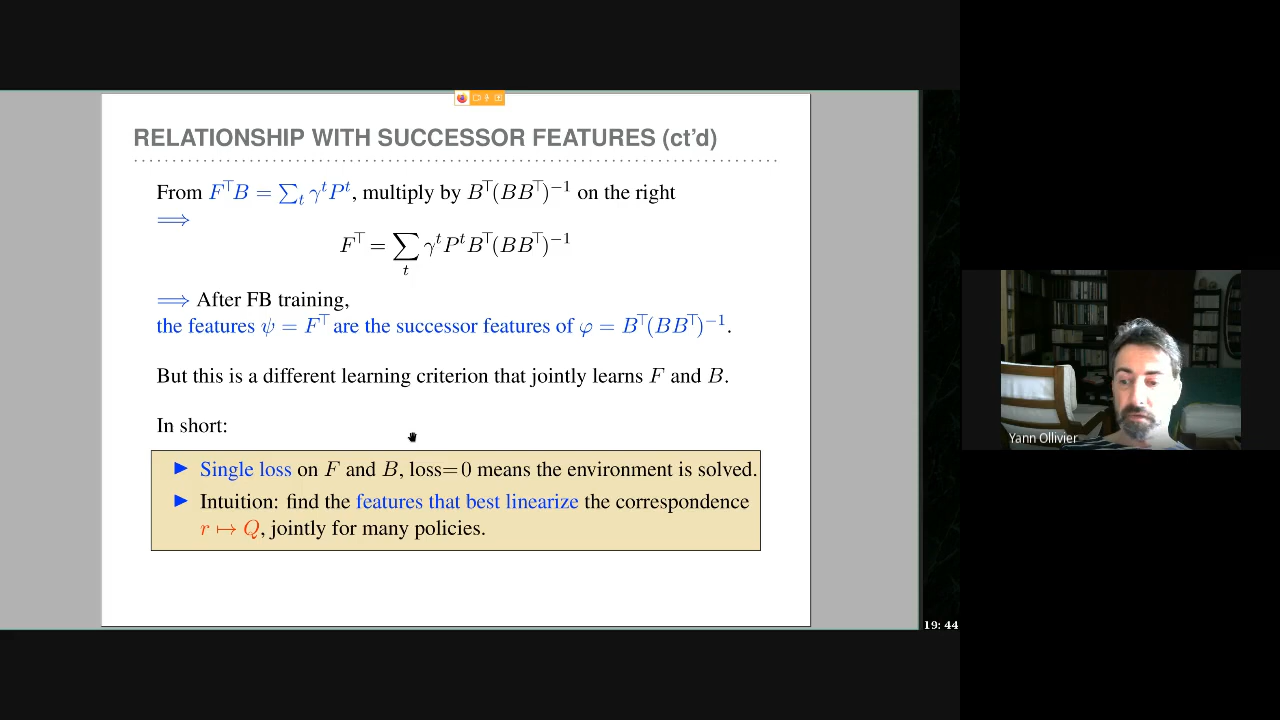 RELATIONSHIP WITH SUCCESSOR FEATURES (ct'd)
From F⊤B = ∑ₜ γᵗPᵗ, multiply by B⊤(BB⊤)⁻¹ on the right
⟹
F⊤ = ∑ₜ γᵗPᵗB⊤(BB⊤)⁻¹
⟹ After FB training,
the features ψ = F⊤ are the successor features of φ = B⊤(BB⊤)⁻¹.
But this is a different learning criterion that jointly learns F and B.
In short:
▶ Single loss on F and B, loss=0 means the environment is solved.
▶ Intuition: find the features that best linearize the correspondence
r ↦ Q, jointly for many policies.
Yann Ollivier
19:44